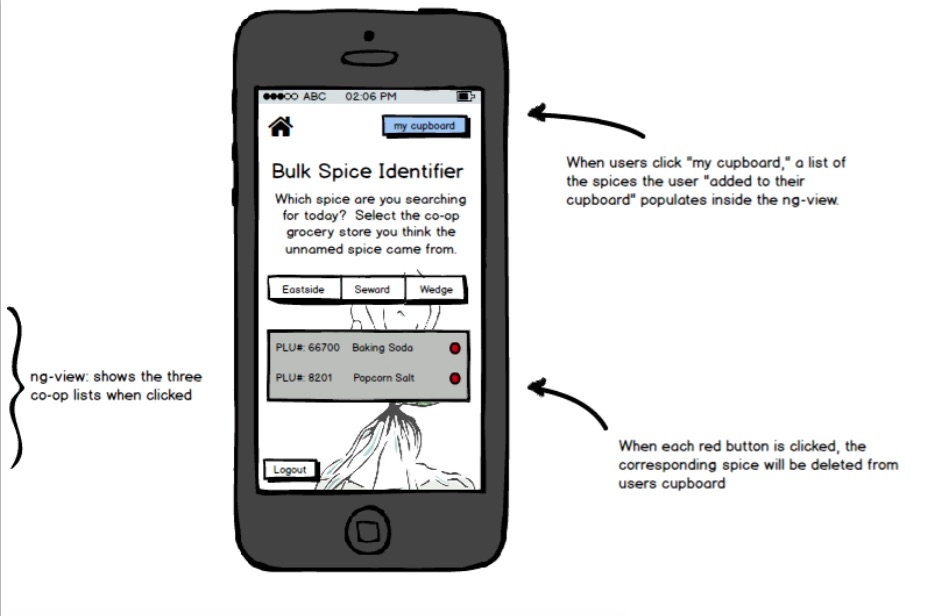 ABC 02:06 PM
my cupboard
Bulk Spice Identifier
Which spice are you searching
for today? Select the co-op
grocery store you think the
unnamed spice came from.
Eastside Seward Wedge
PLU#: 66700 Baking Soda
PLU#: 8201 Popcorn Salt
Logout
When users click "my cupboard," a list of
the spices the user "added to their
cupboard" populates inside the ng-view.
ng-view: shows the three
co-op lists when clicked
When each red button is clicked, the
corresponding spice will be deleted from
users cupboard